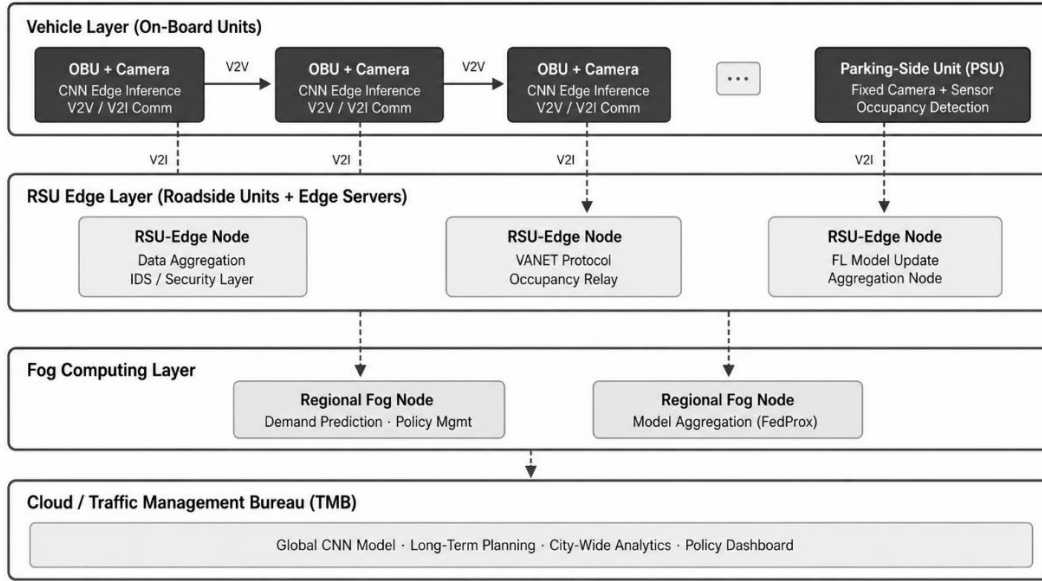 Vehicle Layer (On-Board Units)
OBU + Camera
CNN Edge Inference
V2V / V2I Comm
V2V
OBU + Camera
CNN Edge Inference
V2V / V2I Comm
V2V
OBU + Camera
CNN Edge Inference
V2V / V2I Comm
...
Parking-Side Unit (PSU)
Fixed Camera + Sensor
Occupancy Detection
V2I
V2I
V2I
V2I
RSU Edge Layer (Roadside Units + Edge Servers)
RSU-Edge Node
Data Aggregation
IDS / Security Layer
RSU-Edge Node
VANET Protocol
Occupancy Relay
RSU-Edge Node
FL Model Update
Aggregation Node
Fog Computing Layer
Regional Fog Node
Demand Prediction · Policy Mgmt
Regional Fog Node
Model Aggregation (FedProx)
Cloud / Traffic Management Bureau (TMB)
Global CNN Model · Long-Term Planning · City-Wide Analytics · Policy Dashboard